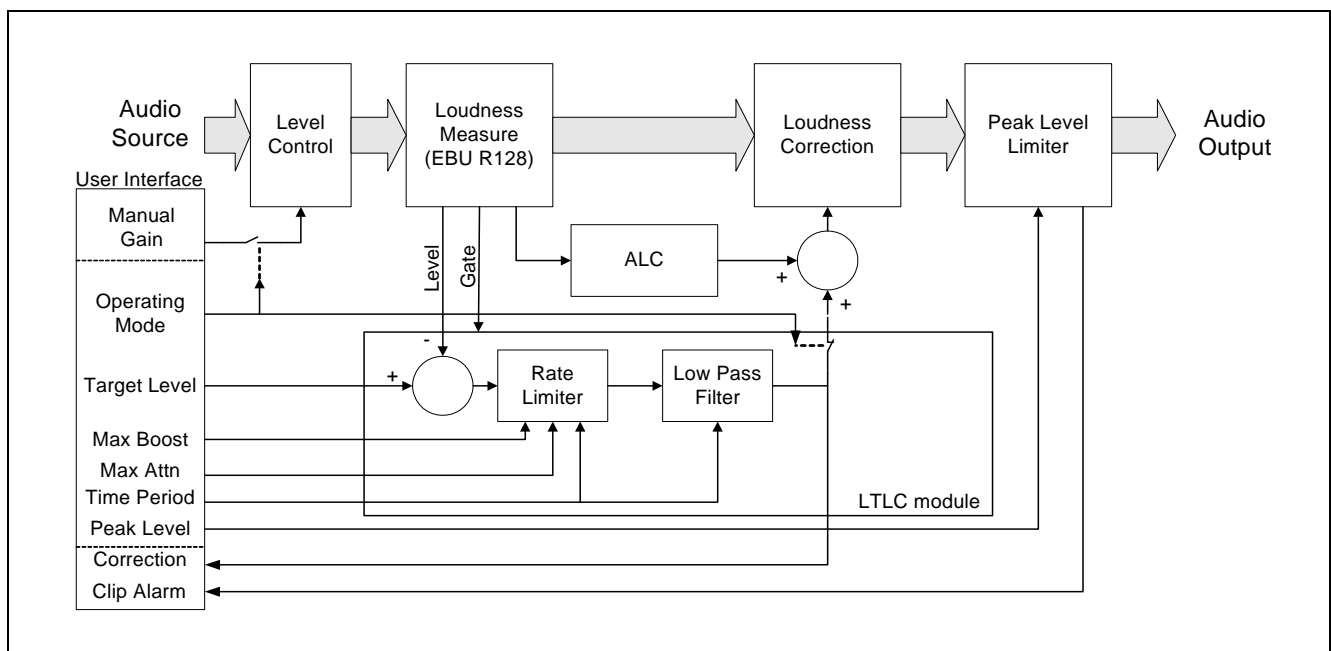 Audio
Source
Level
Control
Loudness
Measure
(EBU R128)
Loudness
Correction
Peak Level
Limiter
Audio
Output
User Interface
Manual
Gain
Level
Gate
ALC
+
+
Operating
Mode
-
Target Level
+
Rate
Limiter
Low Pass
Filter
Max Boost
Max Attn
Time Period
LTLC module
Peak Level
Correction
Clip Alarm